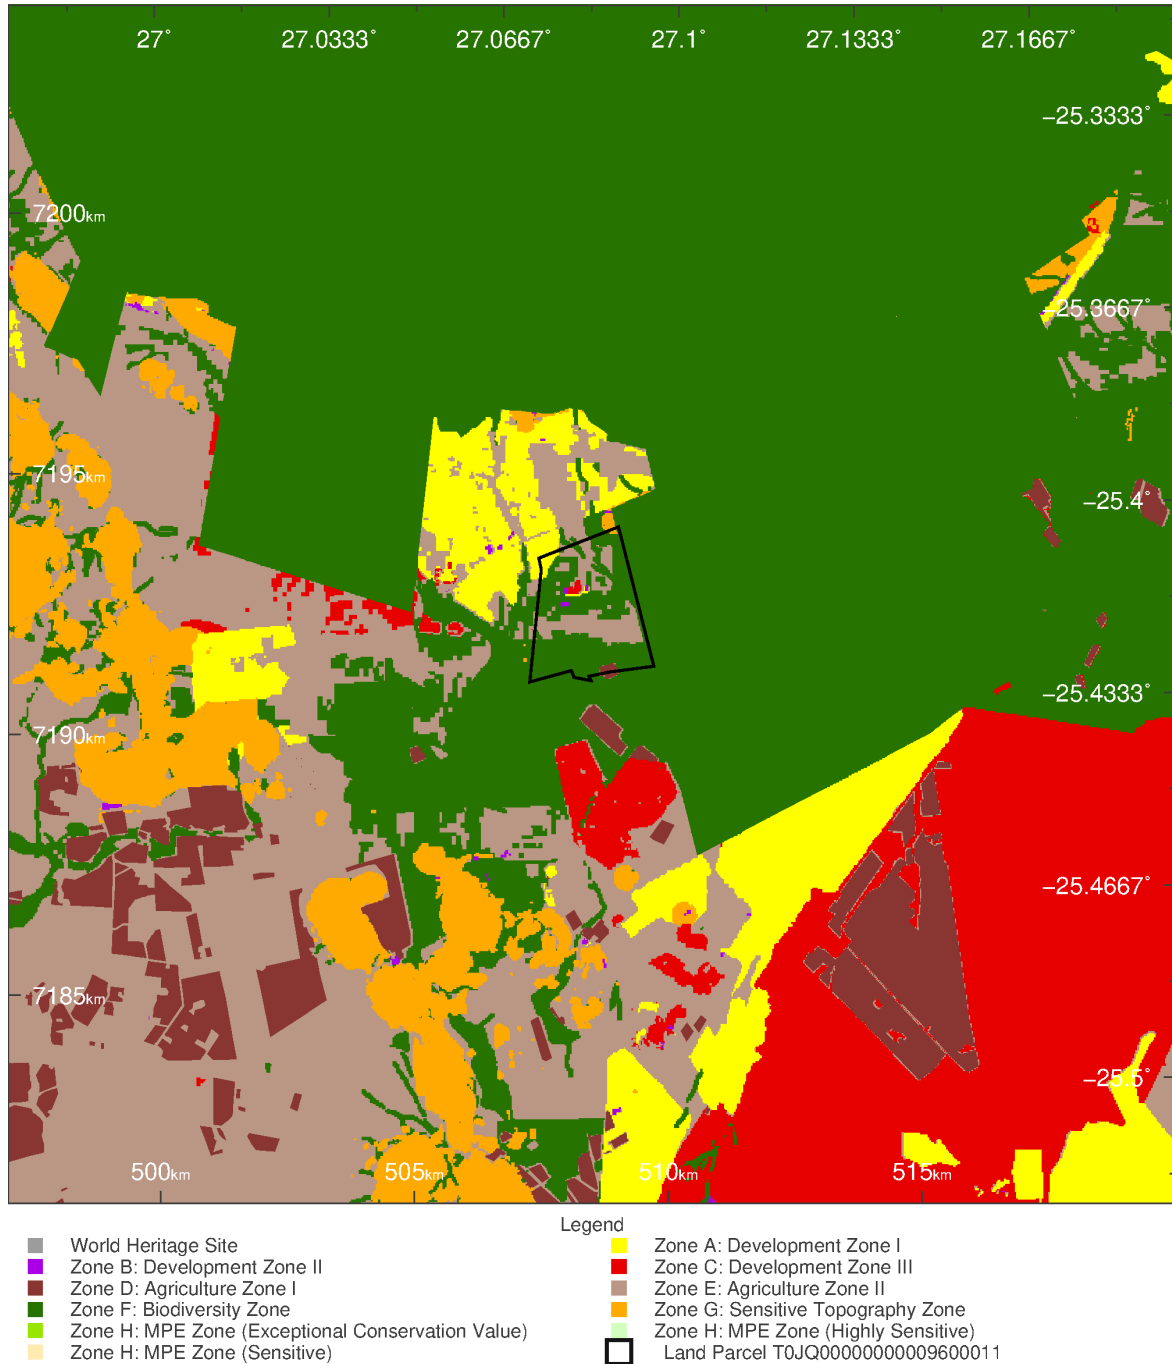 27° 27.0333° 27.0667° 27.1° 27.1333° 27.1667°
−25.3333°
7200km
−25.3667°
7195km
−25.4°
−25.4333°
7190km
−25.4667°
7185km
−25.5°
500km 505km 510km 515km
Legend
World Heritage Site
Zone A: Development Zone I
Zone B: Development Zone II
Zone C: Development Zone III
Zone D: Agriculture Zone I
Zone E: Agriculture Zone II
Zone F: Biodiversity Zone
Zone G: Sensitive Topography Zone
Zone H: MPE Zone (Exceptional Conservation Value)
Zone H: MPE Zone (Highly Sensitive)
Zone H: MPE Zone (Sensitive)
Land Parcel T0JQ00000000009600011